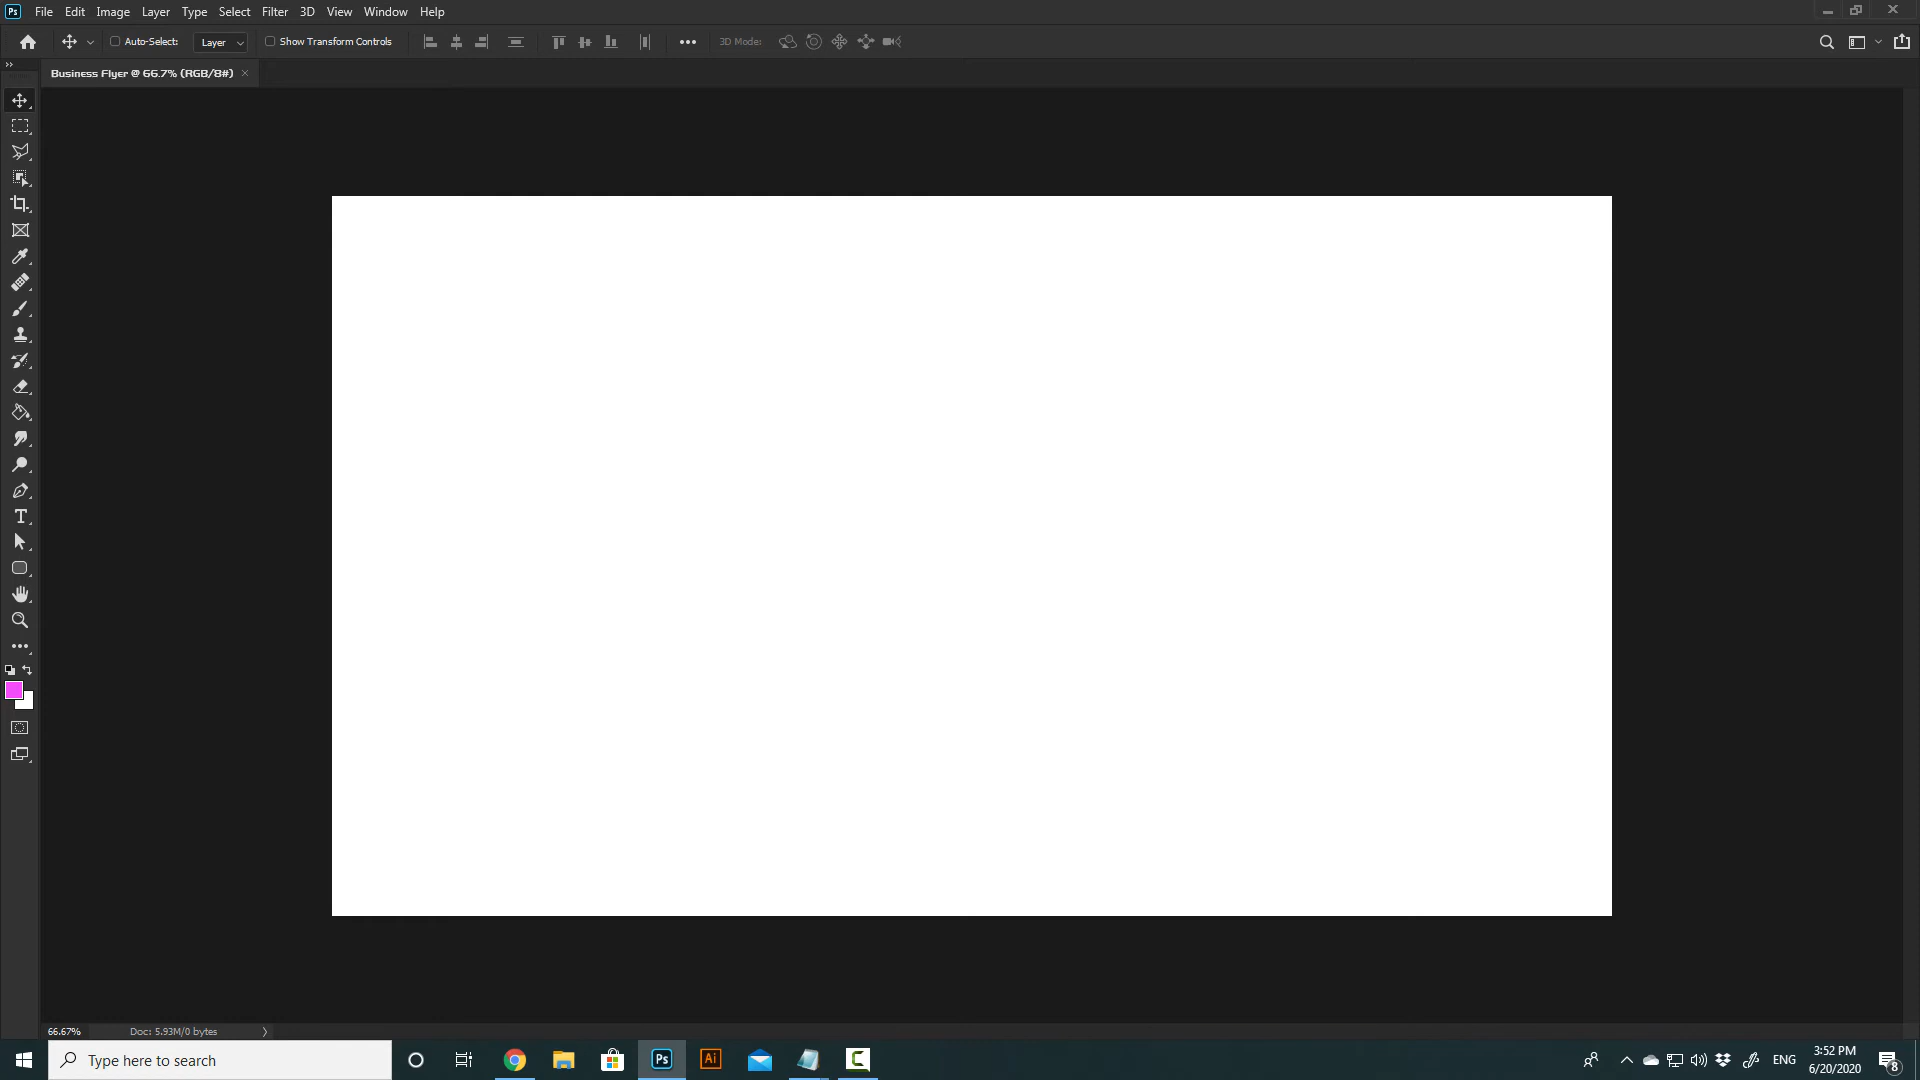 Ps File Edit Image Layer Type Select Filter 3D View Window Help
Auto-Select: Layer Show Transform Controls 3D Mode:
Business Flyer @ 66.7% (RGB/8#)
T
66.67% Doc: 5.93M/0 bytes
Type here to search Ps Ai C ENG 3:52 PM
6/20/2020 8